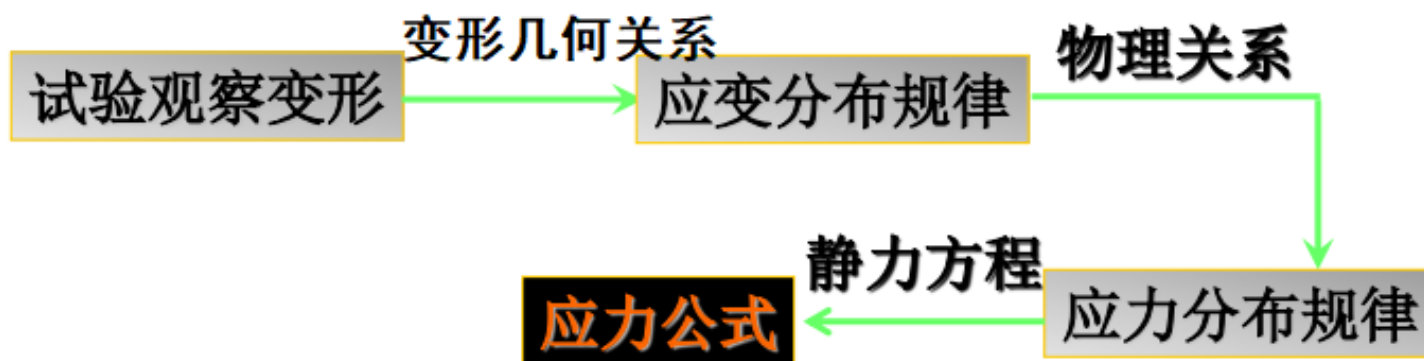 变形几何关系
物理关系
试验观察变形
应变分布规律
静力方程
应力公式
应力分布规律